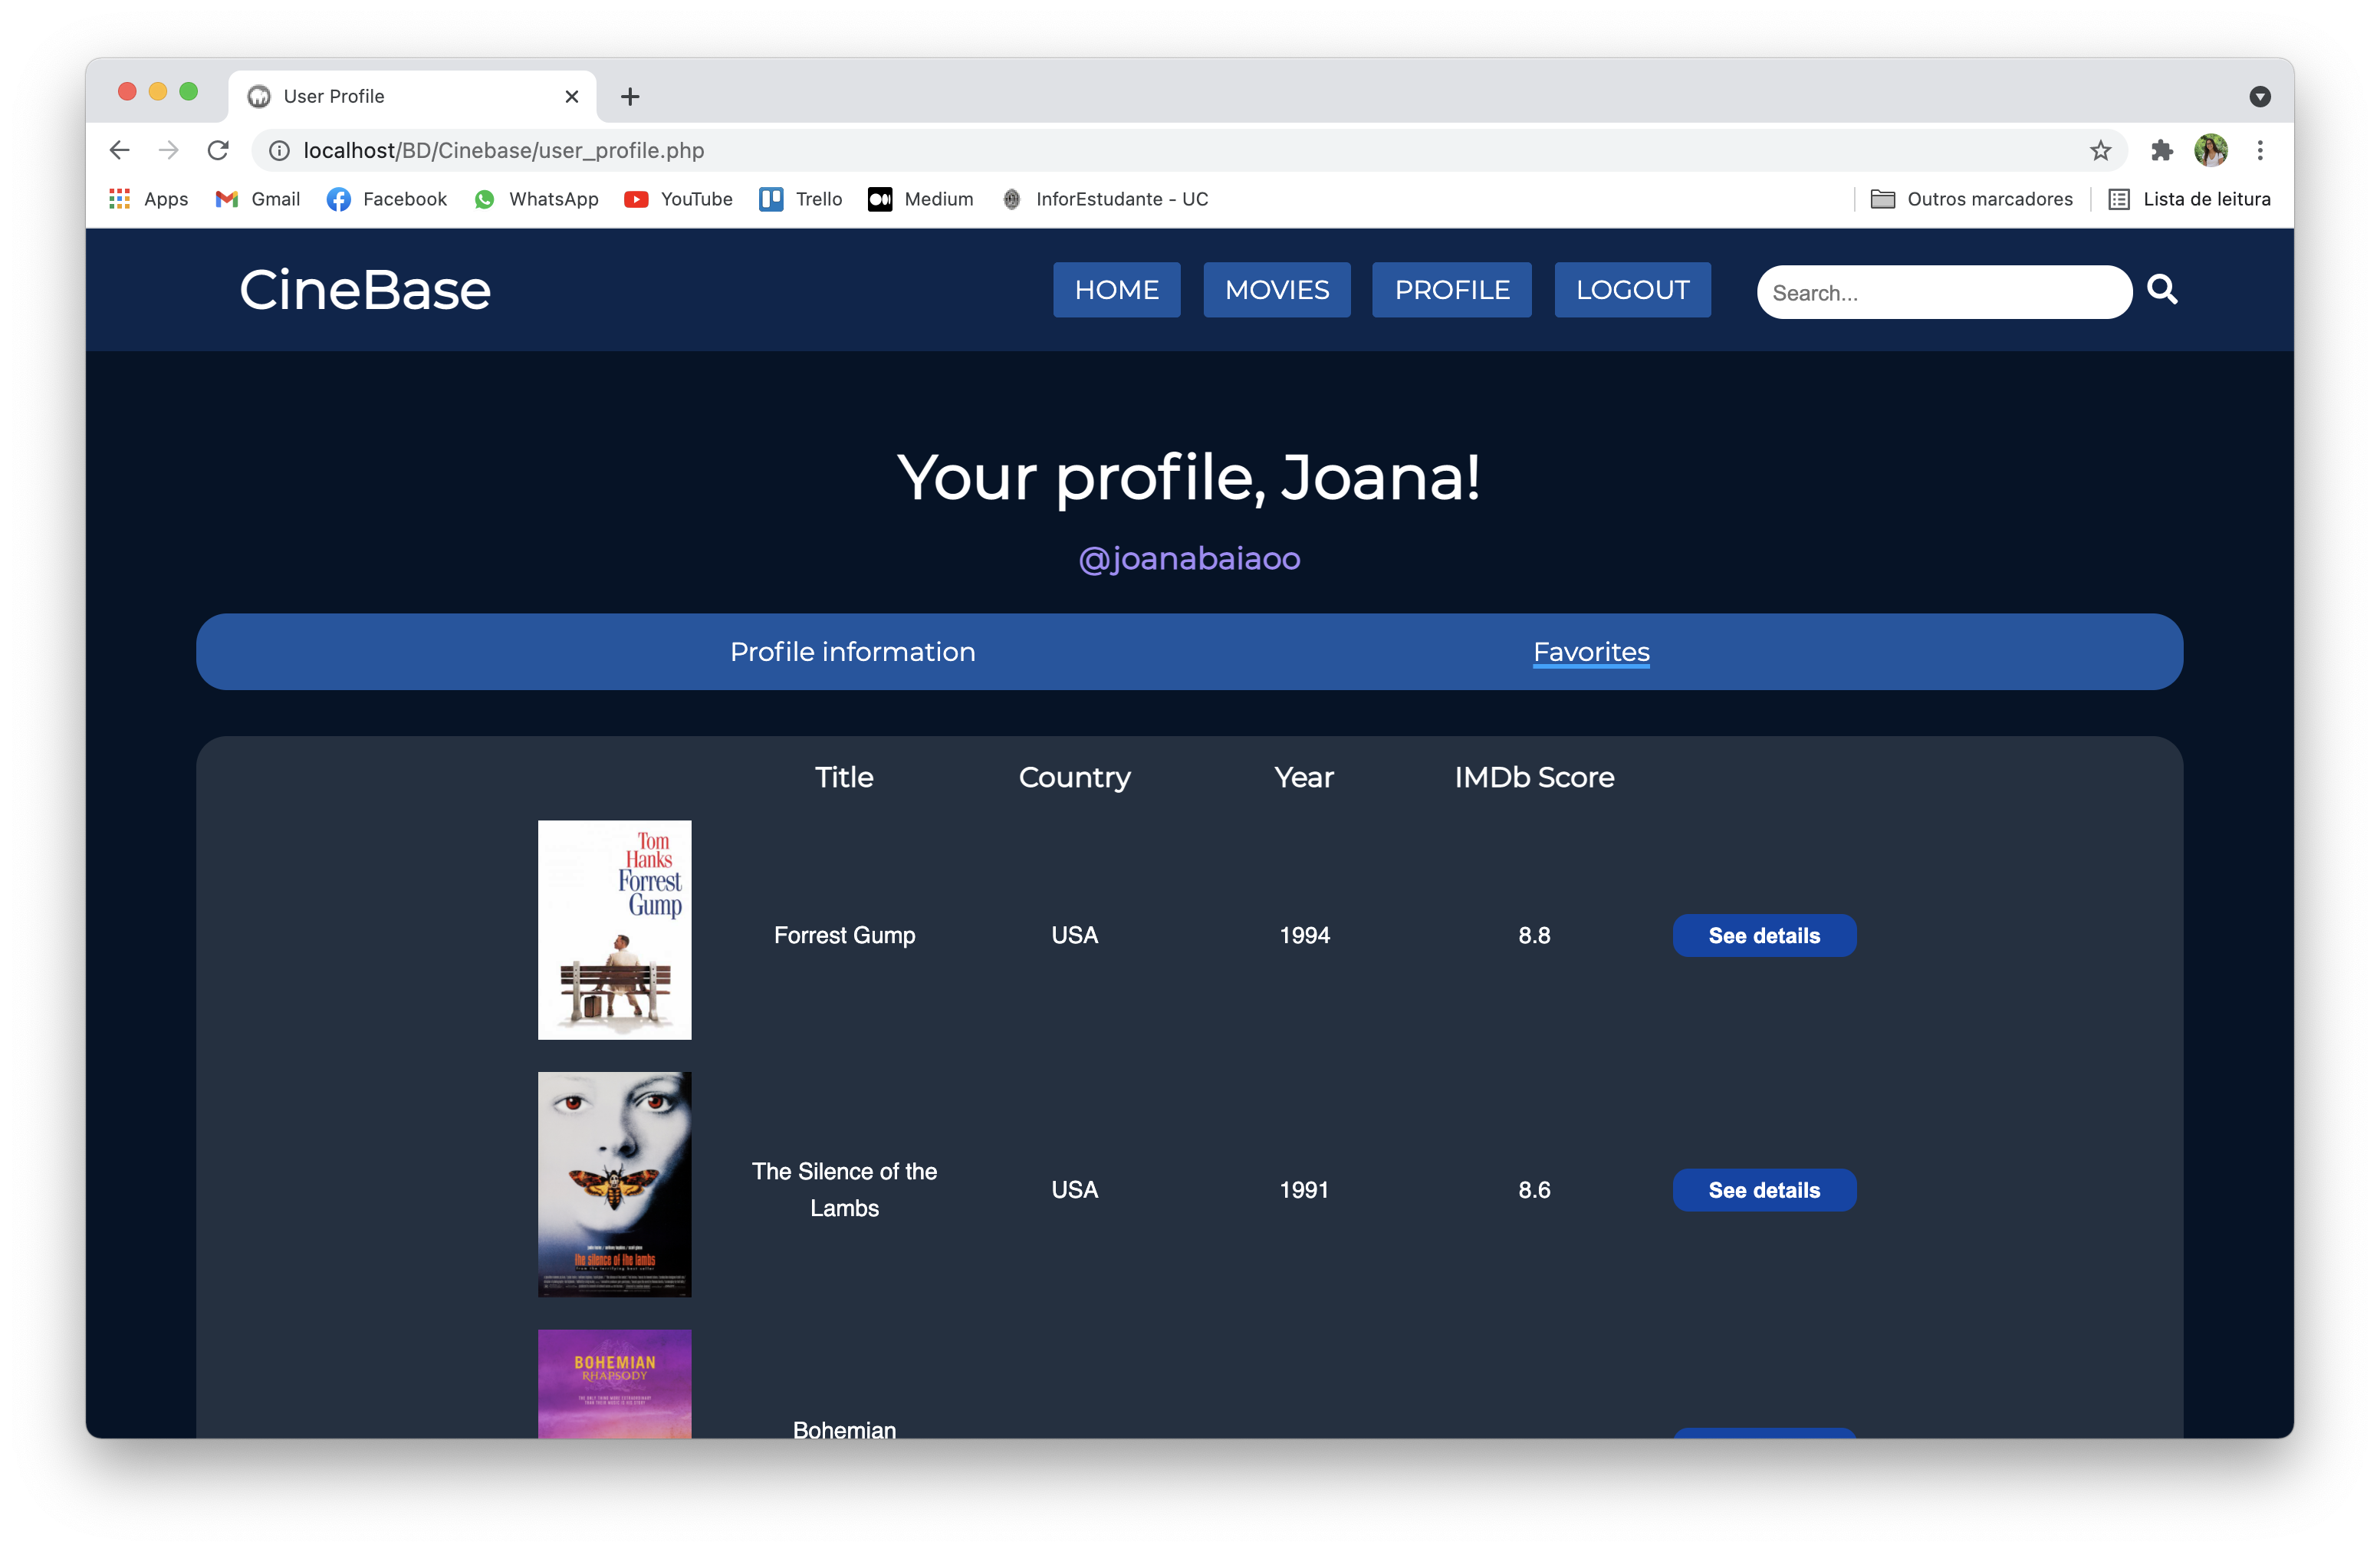 User Profile
localhost/BD/Cinebase/user_profile.php
Apps Gmail Facebook WhatsApp YouTube Trello Medium InforEstudante - UC Outros marcadores Lista de leitura
CineBase HOME MOVIES PROFILE LOGOUT Search...
Your profile, Joana!
@joanabaiaoo
Profile information Favorites
Title Country Year IMDb Score
Tom
Hanks
Forrest
Gump
Forrest Gump USA 1994 8.8 See details
The Silence of the
Lambs
USA 1991 8.6 See details
the silence of the lambs
BOHEMIAN
RHAPSODY
Bohemian